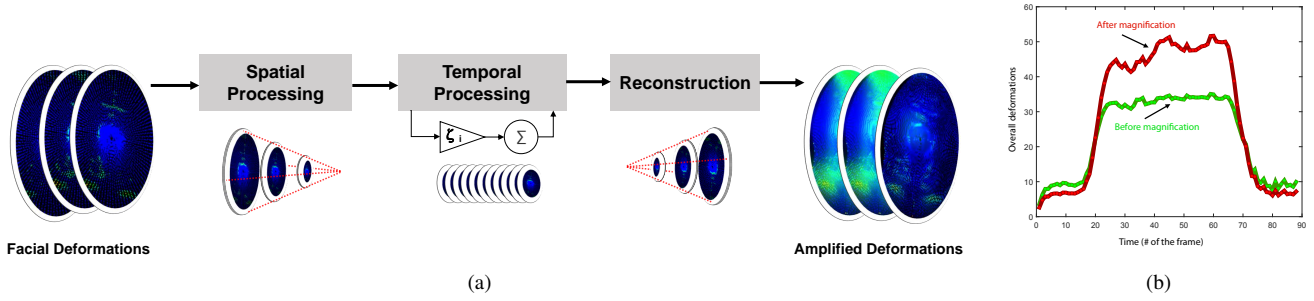 Spatial
Processing
Temporal
Processing
Reconstruction
ζ i
Σ
Facial Deformations
Amplified Deformations
(a)
60
50
40
30
20
10
0
Overall deformations
After magnification
Before magnification
0 10 20 30 40 50 60 70 80 90
Time (# of the frame)
(b)